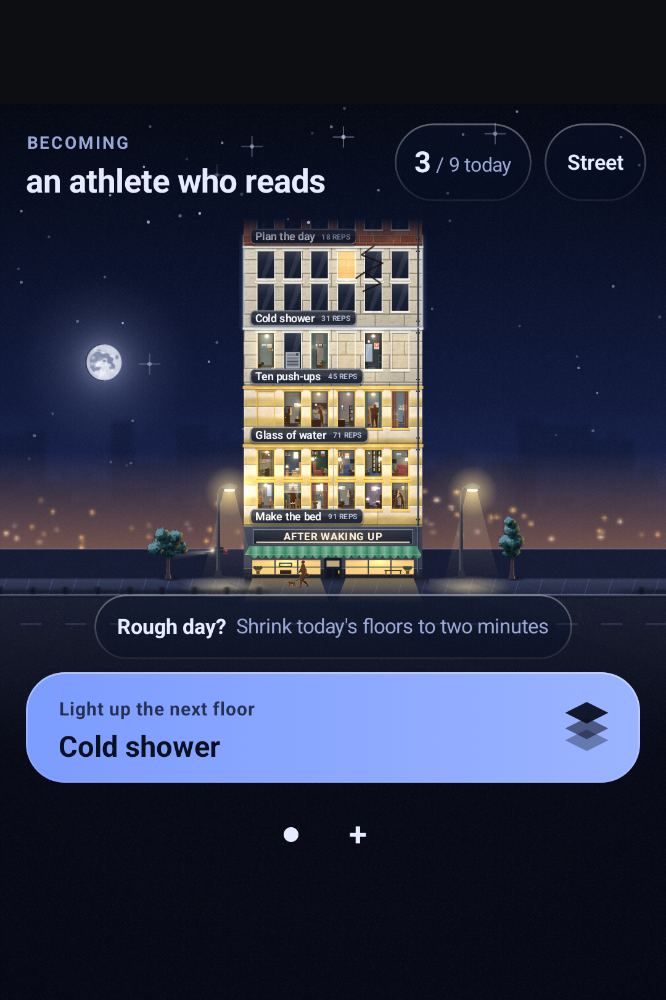 BECOMING
an athlete who reads
3 / 9 today
Street
Plan the day 18 REPS
Cold shower 31 REPS
Ten push-ups 45 REPS
Glass of water 71 REPS
Make the bed 91 REPS
AFTER WAKING UP
Rough day? Shrink today's floors to two minutes
Light up the next floor
Cold shower